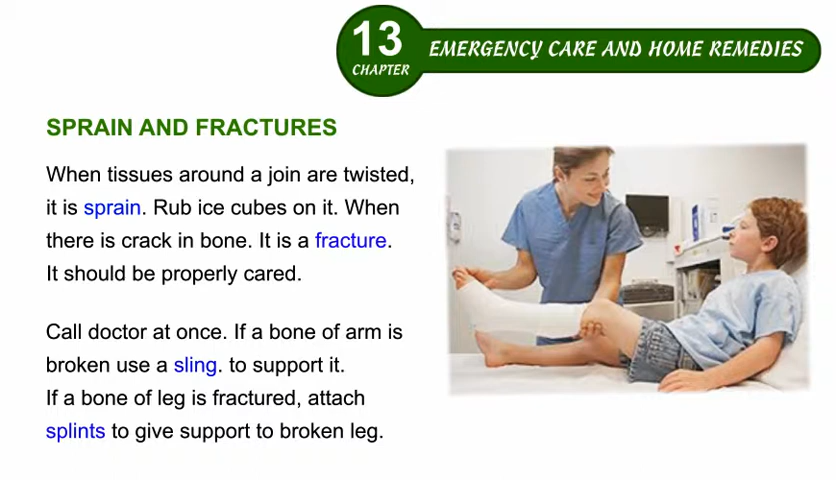 13
CHAPTER
EMERGENCY CARE AND HOME REMEDIES
SPRAIN AND FRACTURES
When tissues around a join are twisted,
it is sprain. Rub ice cubes on it. When
there is crack in bone. It is a fracture.
It should be properly cared.
Call doctor at once. If a bone of arm is
broken use a sling. to support it.
If a bone of leg is fractured, attach
splints to give support to broken leg.